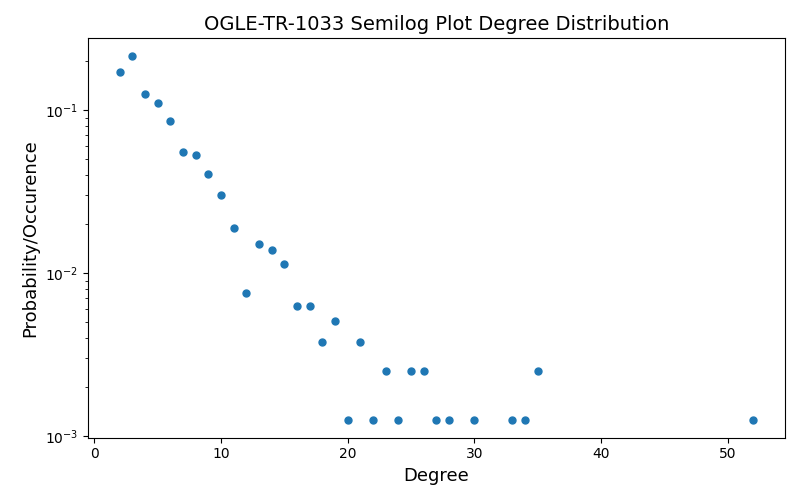 OGLE-TR-1033 Semilog Plot Degree Distribution
Probability/Occurence
10⁻¹
10⁻²
10⁻³
0 10 20 30 40 50
Degree